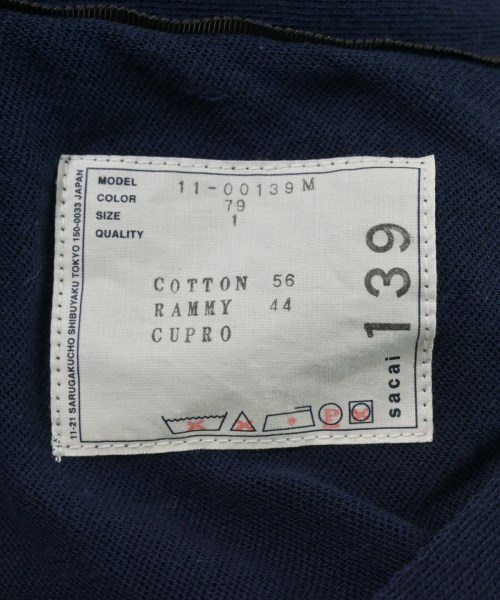 MODEL 11-00139M
COLOR 79
SIZE 1
QUALITY
COTTON 56
RAMMY 44
CUPRO
P
sacai 139
11-21 SARUGAKUCHO SHIBUYAKU TOKYO 150-0033 JAPAN